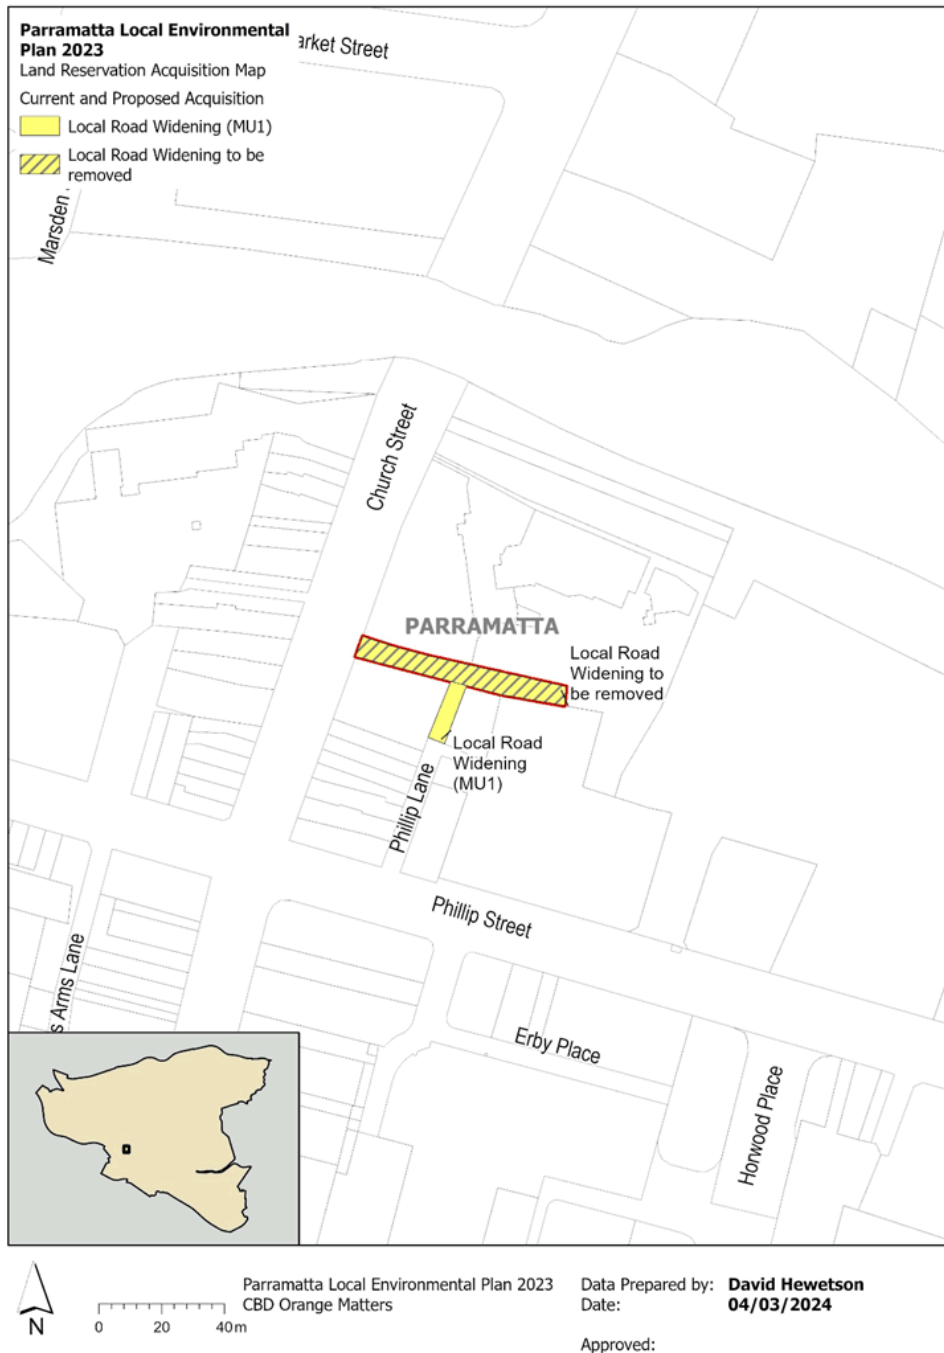 Parramatta Local Environmental
Plan 2023
Land Reservation Acquisition Map
Current and Proposed Acquisition
Local Road Widening (MU1)
Local Road Widening to be
removed
arket Street
Marsden
Church Street
PARRAMATTA
Local Road
Widening to
be removed
Local Road
Widening
(MU1)
Phillip Lane
Phillip Street
s Arms Lane
Erby Place
Horwood Place
N
0 20 40m
Parramatta Local Environmental Plan 2023
CBD Orange Matters
Data Prepared by: David Hewetson
Date: 04/03/2024
Approved: